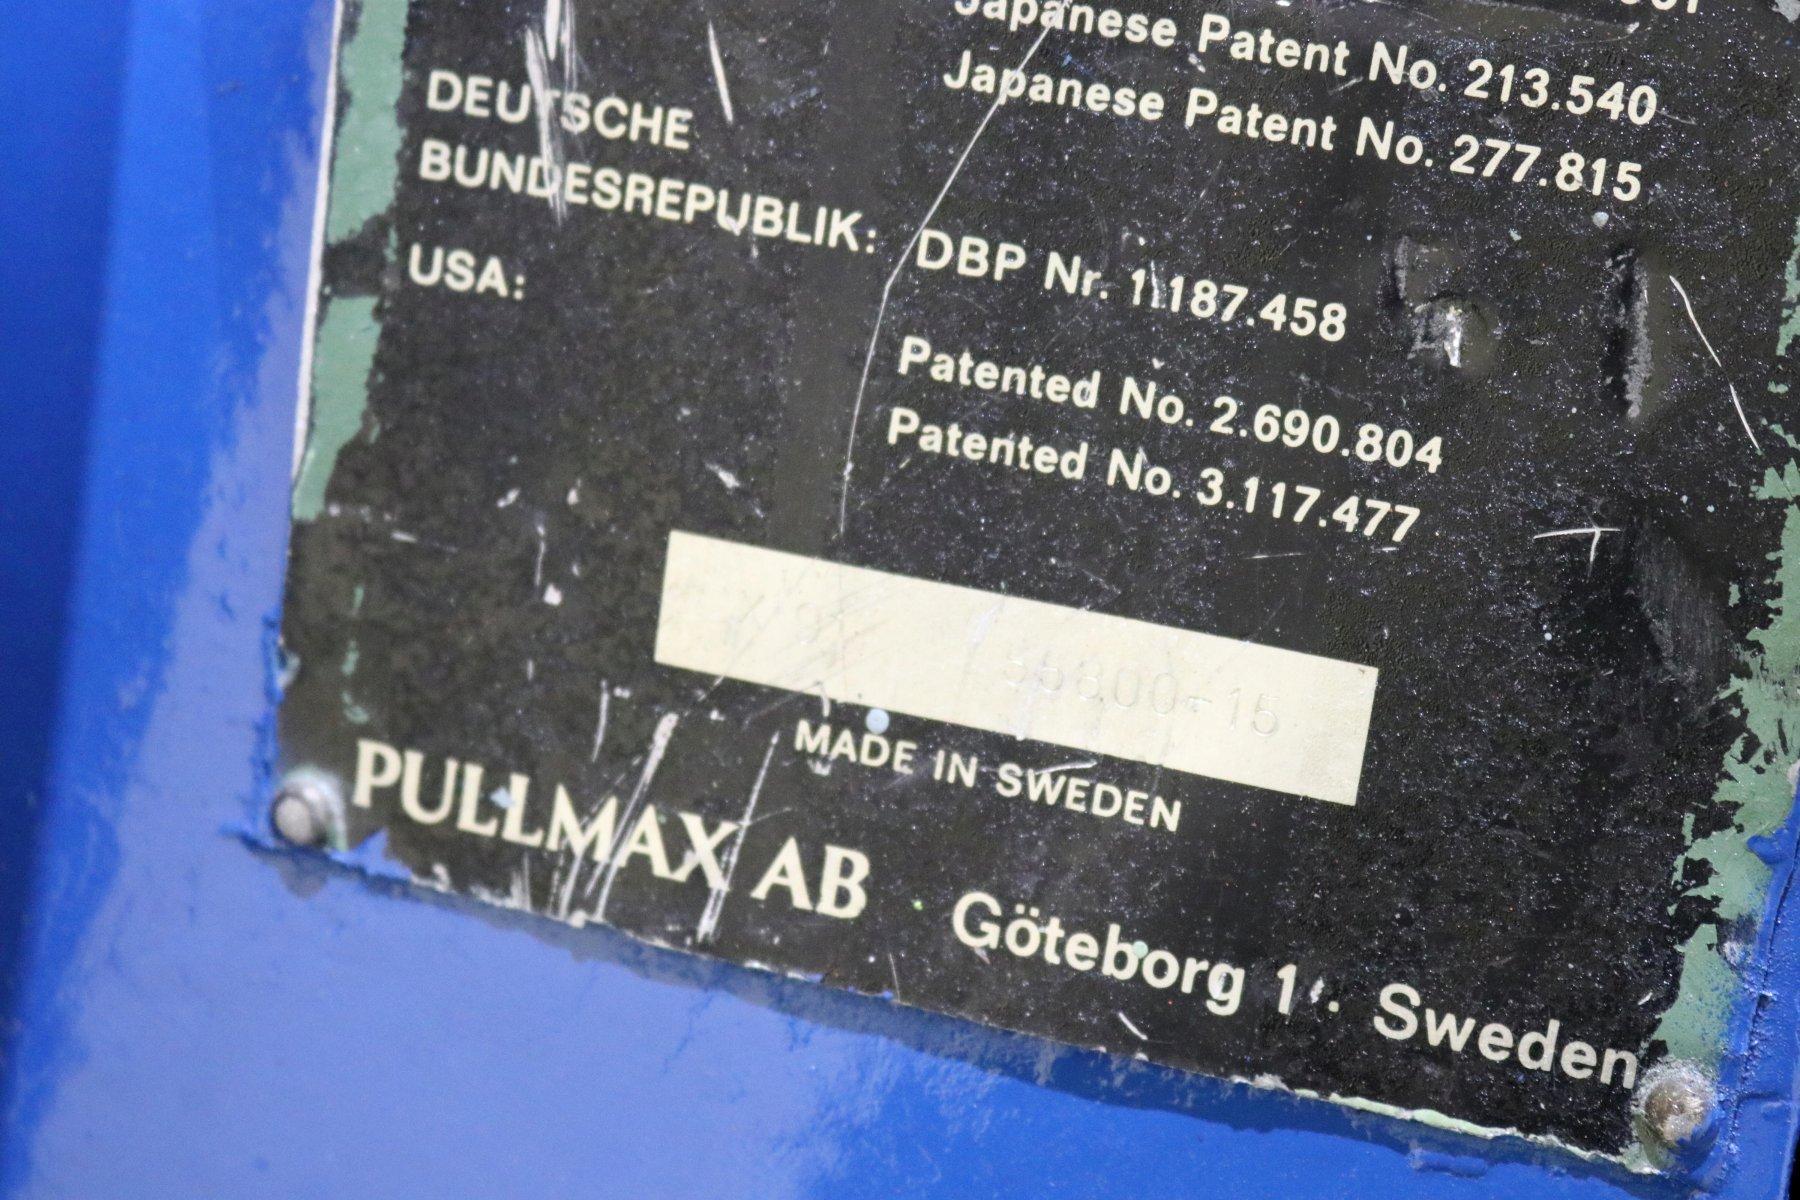 Japanese Patent No. 213.540
Japanese Patent No. 277.815
DEUTSCHE
BUNDESREPUBLIK: DBP Nr. 1.187.458
USA:
Patented No. 2.690.804
Patented No. 3.117.477
MADE IN SWEDEN
PULLMAX AB Göteborg 1 · Sweden